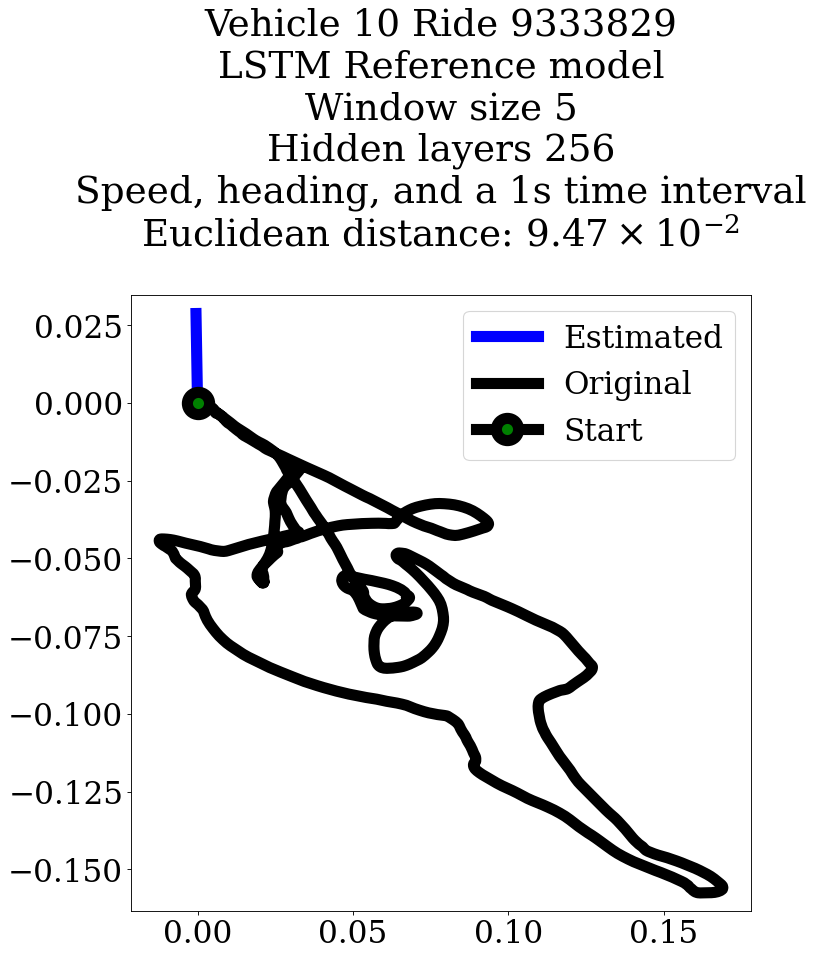 Vehicle 10 Ride 9333829
LSTM Reference model
Window size 5
Hidden layers 256
Speed, heading, and a 1s time interval
Euclidean distance: 9.47 × 10⁻²
Estimated
Original
Start
0.025
0.000
−0.025
−0.050
−0.075
−0.100
−0.125
−0.150
0.00 0.05 0.10 0.15